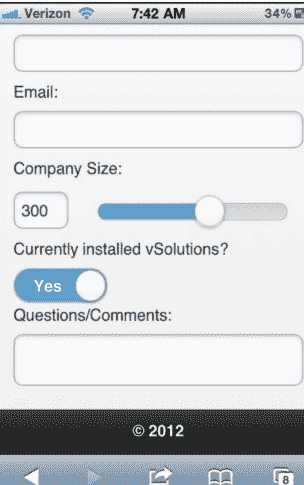 Verizon 7:42 AM 34%
Email:
Company Size:
300
Currently installed vSolutions?
Yes
Questions/Comments:
© 2012
8